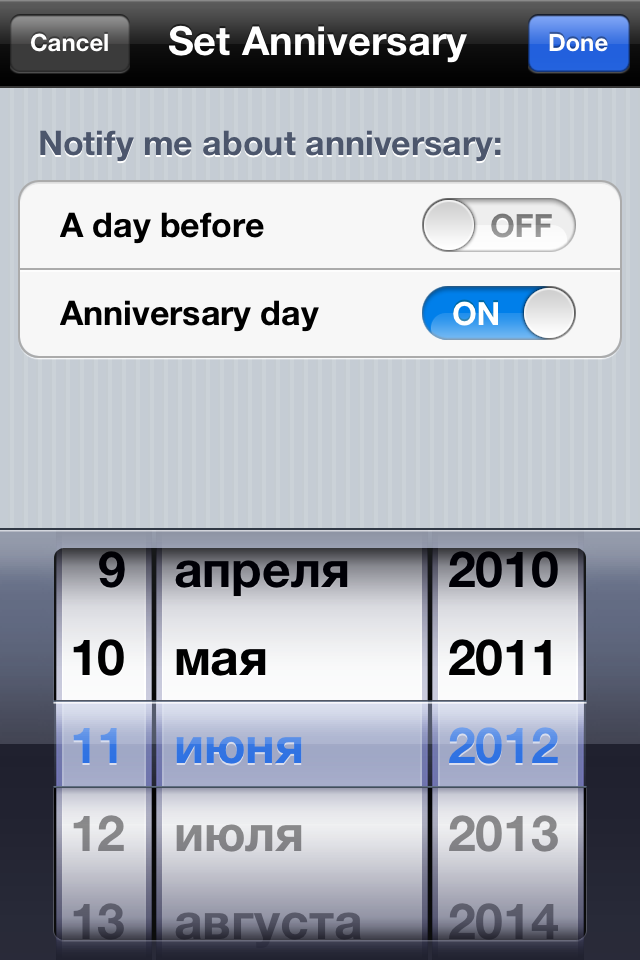 Cancel Set Anniversary Done
Notify me about anniversary:
A day before OFF
Anniversary day ON
9 апреля 2010
10 мая 2011
11 июня 2012
12 июля 2013
13 августа 2014